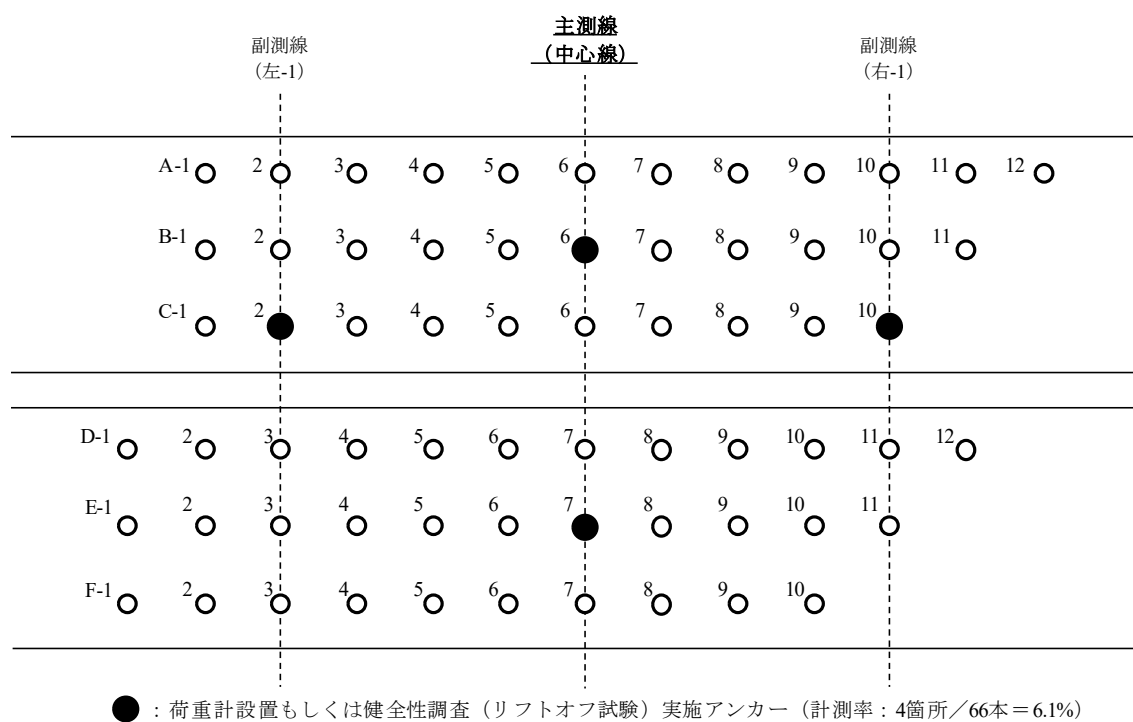 主測線
(中心線)
副測線
(左-1)
副測線
(右-1)
A-1 2 3 4 5 6 7 8 9 10 11 12
B-1 2 3 4 5 6 7 8 9 10 11
C-1 2 3 4 5 6 7 8 9 10
D-1 2 3 4 5 6 7 8 9 10 11 12
E-1 2 3 4 5 6 7 8 9 10 11
F-1 2 3 4 5 6 7 8 9 10
:荷重計設置もしくは健全性調査(リフトオフ試験)実施アンカー(計測率:4箇所/66本=6.1%)